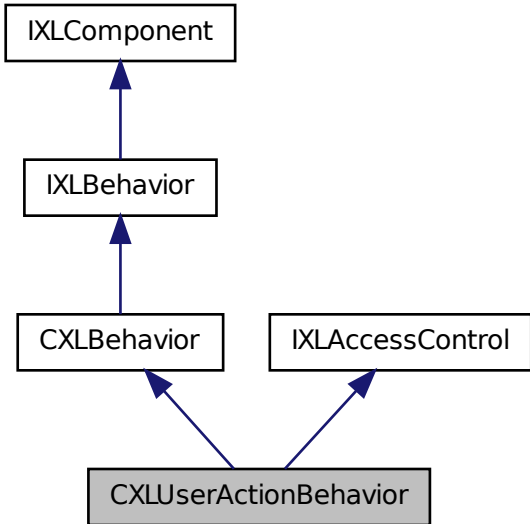 IXLComponent
IXLBehavior
CXLBehavior
IXLAccessControl
CXLUserActionBehavior